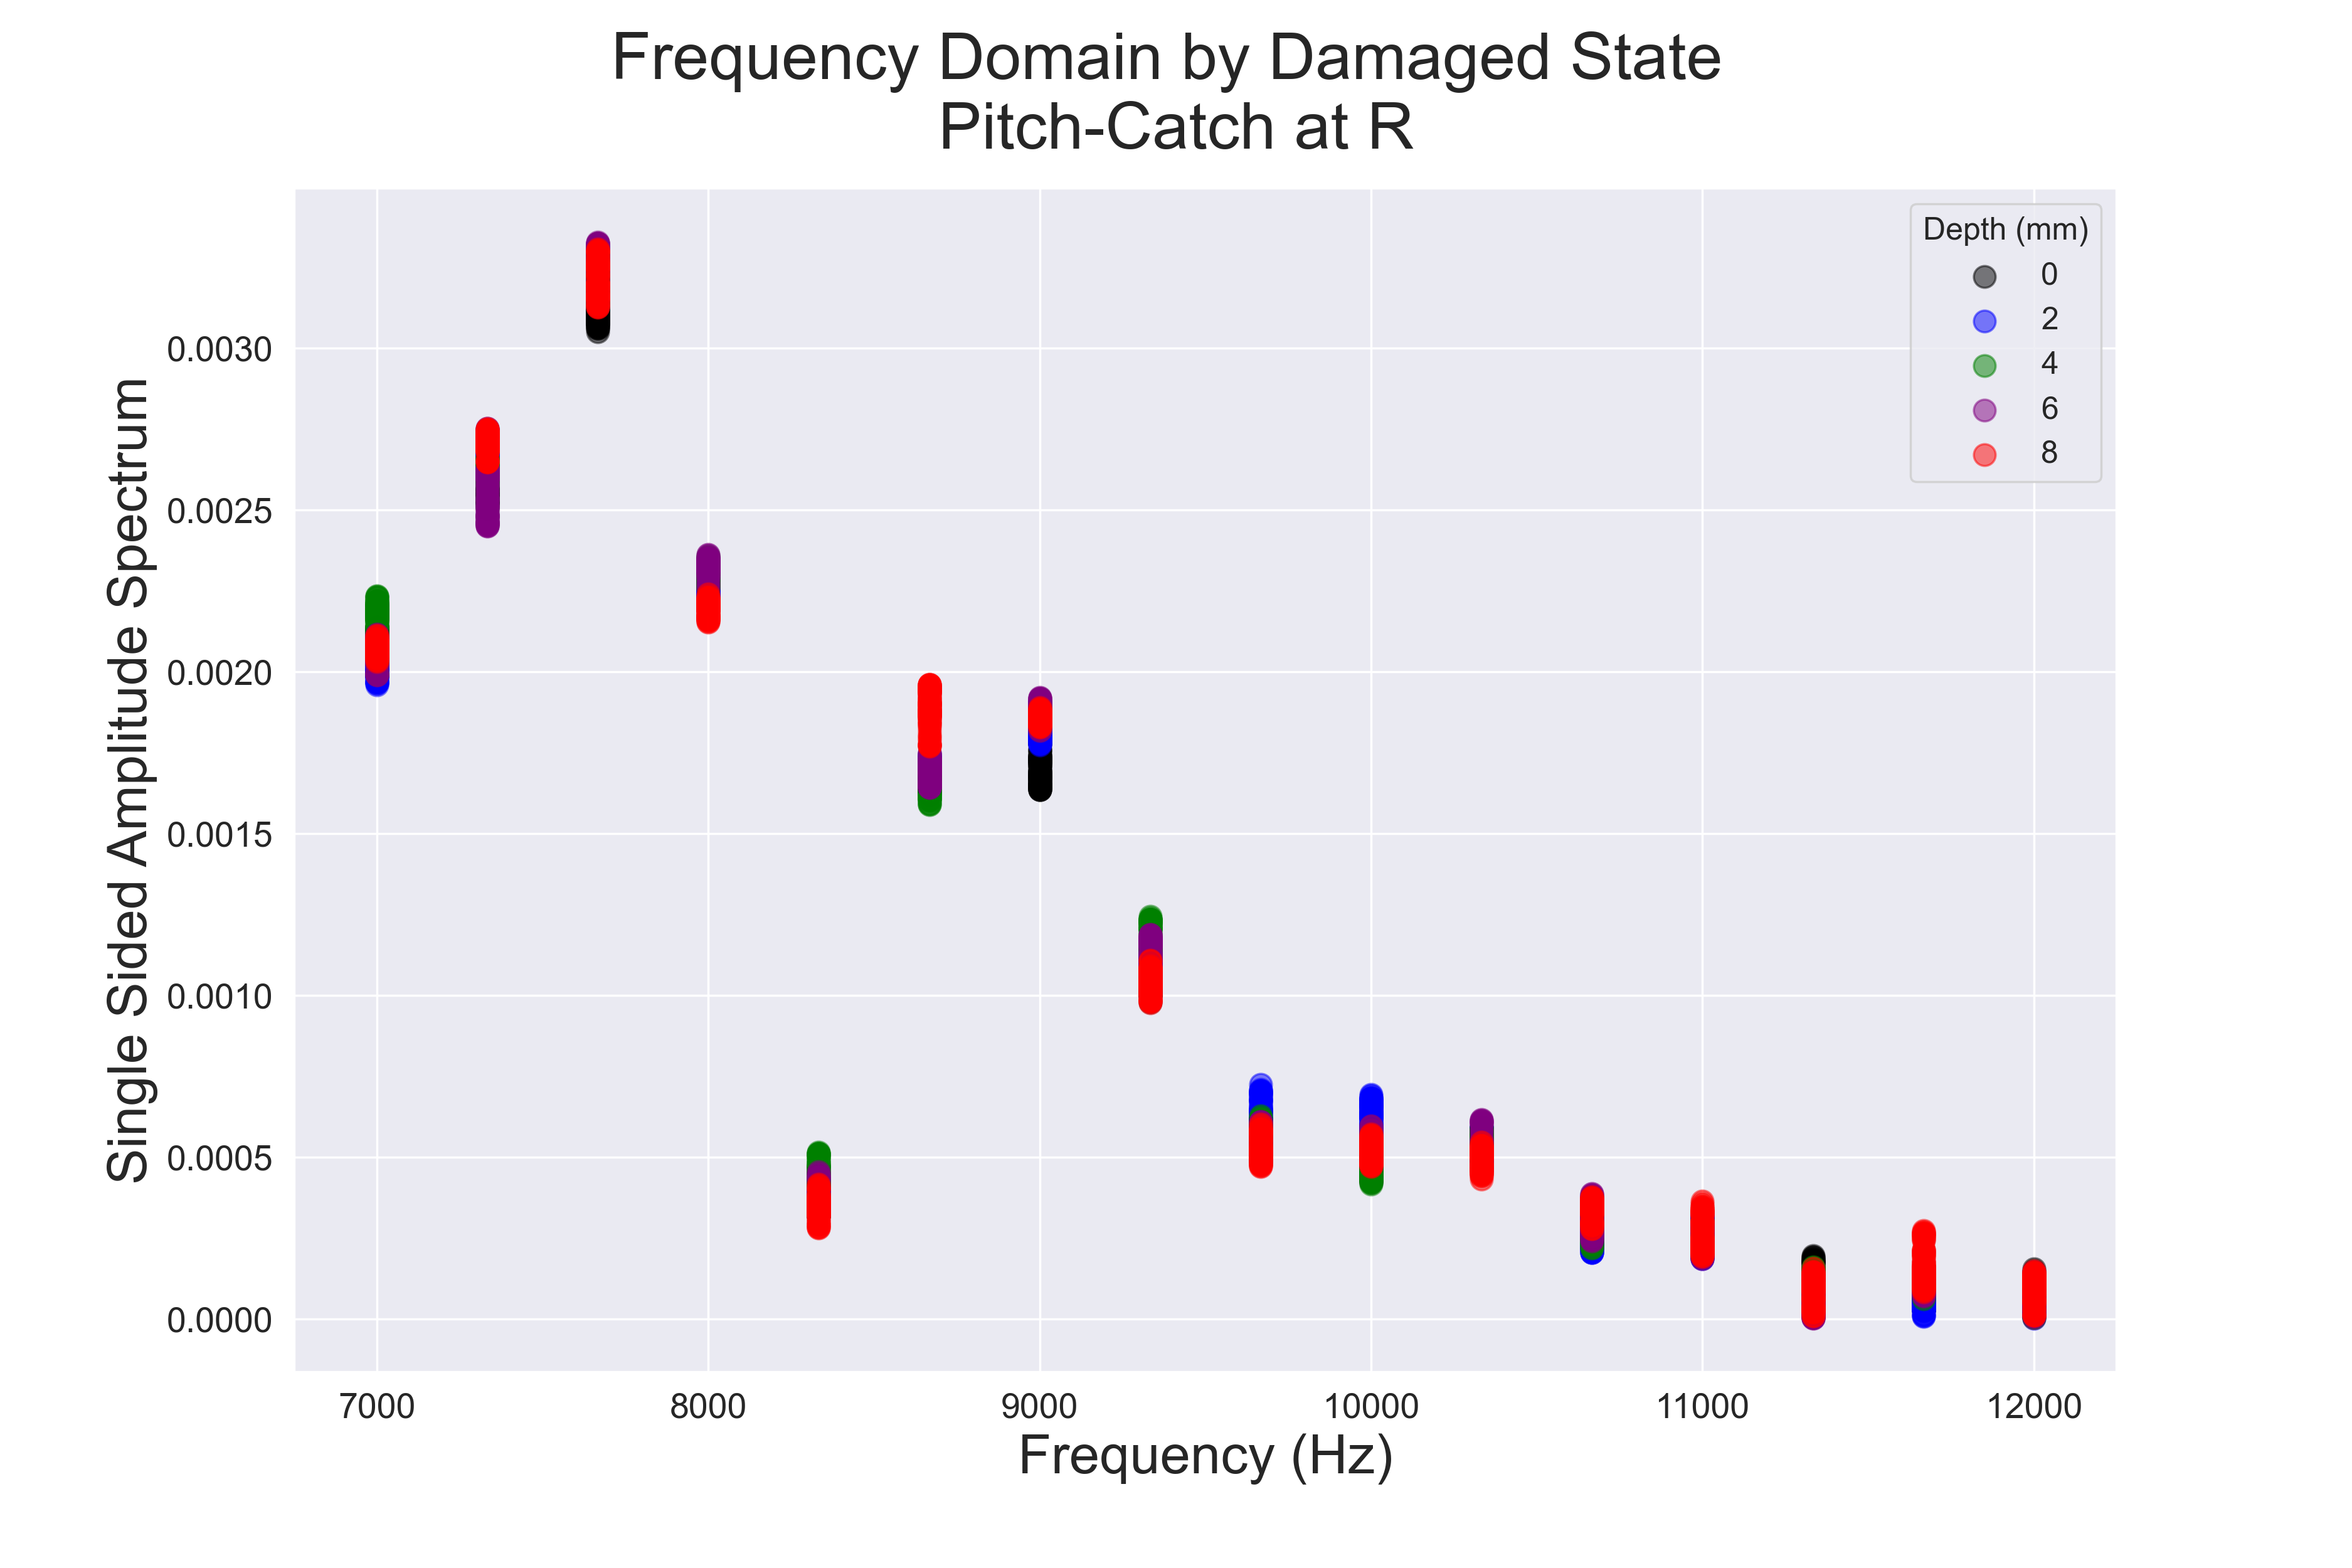 Frequency Domain by Damaged State
Pitch-Catch at R
Depth (mm)
0
2
4
6
8
Single Sided Amplitude Spectrum
0.0030
0.0025
0.0020
0.0015
0.0010
0.0005
0.0000
7000 8000 9000 10000 11000 12000
Frequency (Hz)